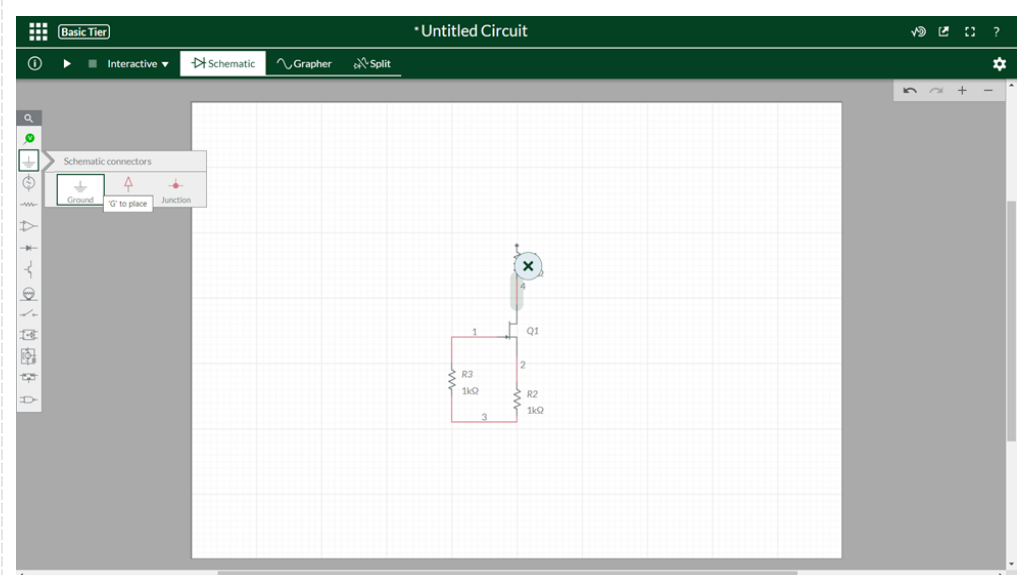 Basic Tier
*Untitled Circuit
?
Interactive
Schematic
Grapher
Split
Schematic connectors
Ground
'G' to place
Junction
4
1
Q1
2
R3
1kΩ
R2
1kΩ
3